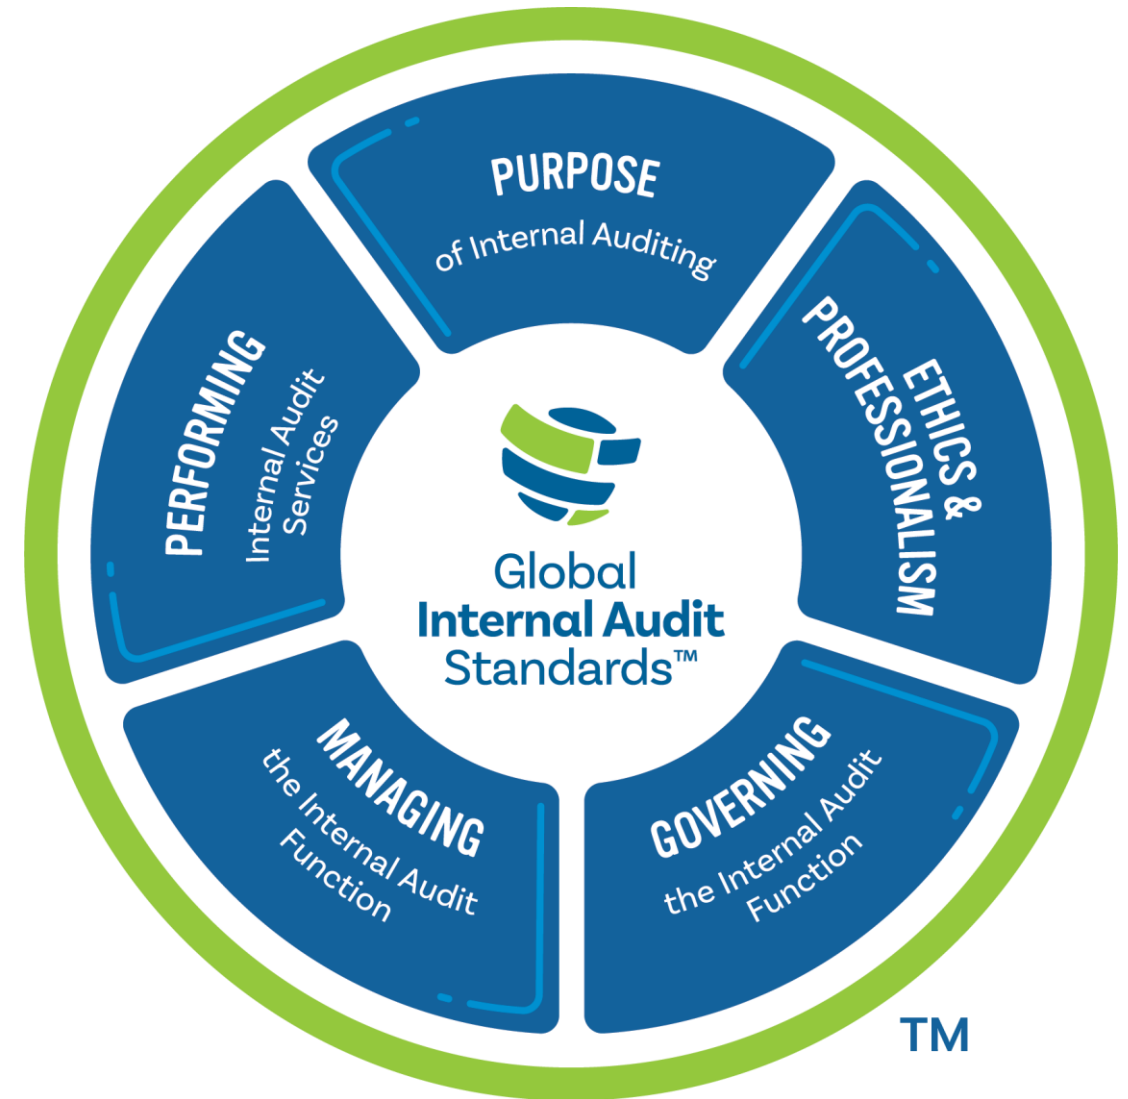 PURPOSE
of Internal Auditing
ETHICS &
PROFESSIONALISM
GOVERNING
the Internal Audit
Function
MANAGING
the Internal Audit
Function
PERFORMING
Internal Audit
Services
Global
Internal Audit
Standards™
TM